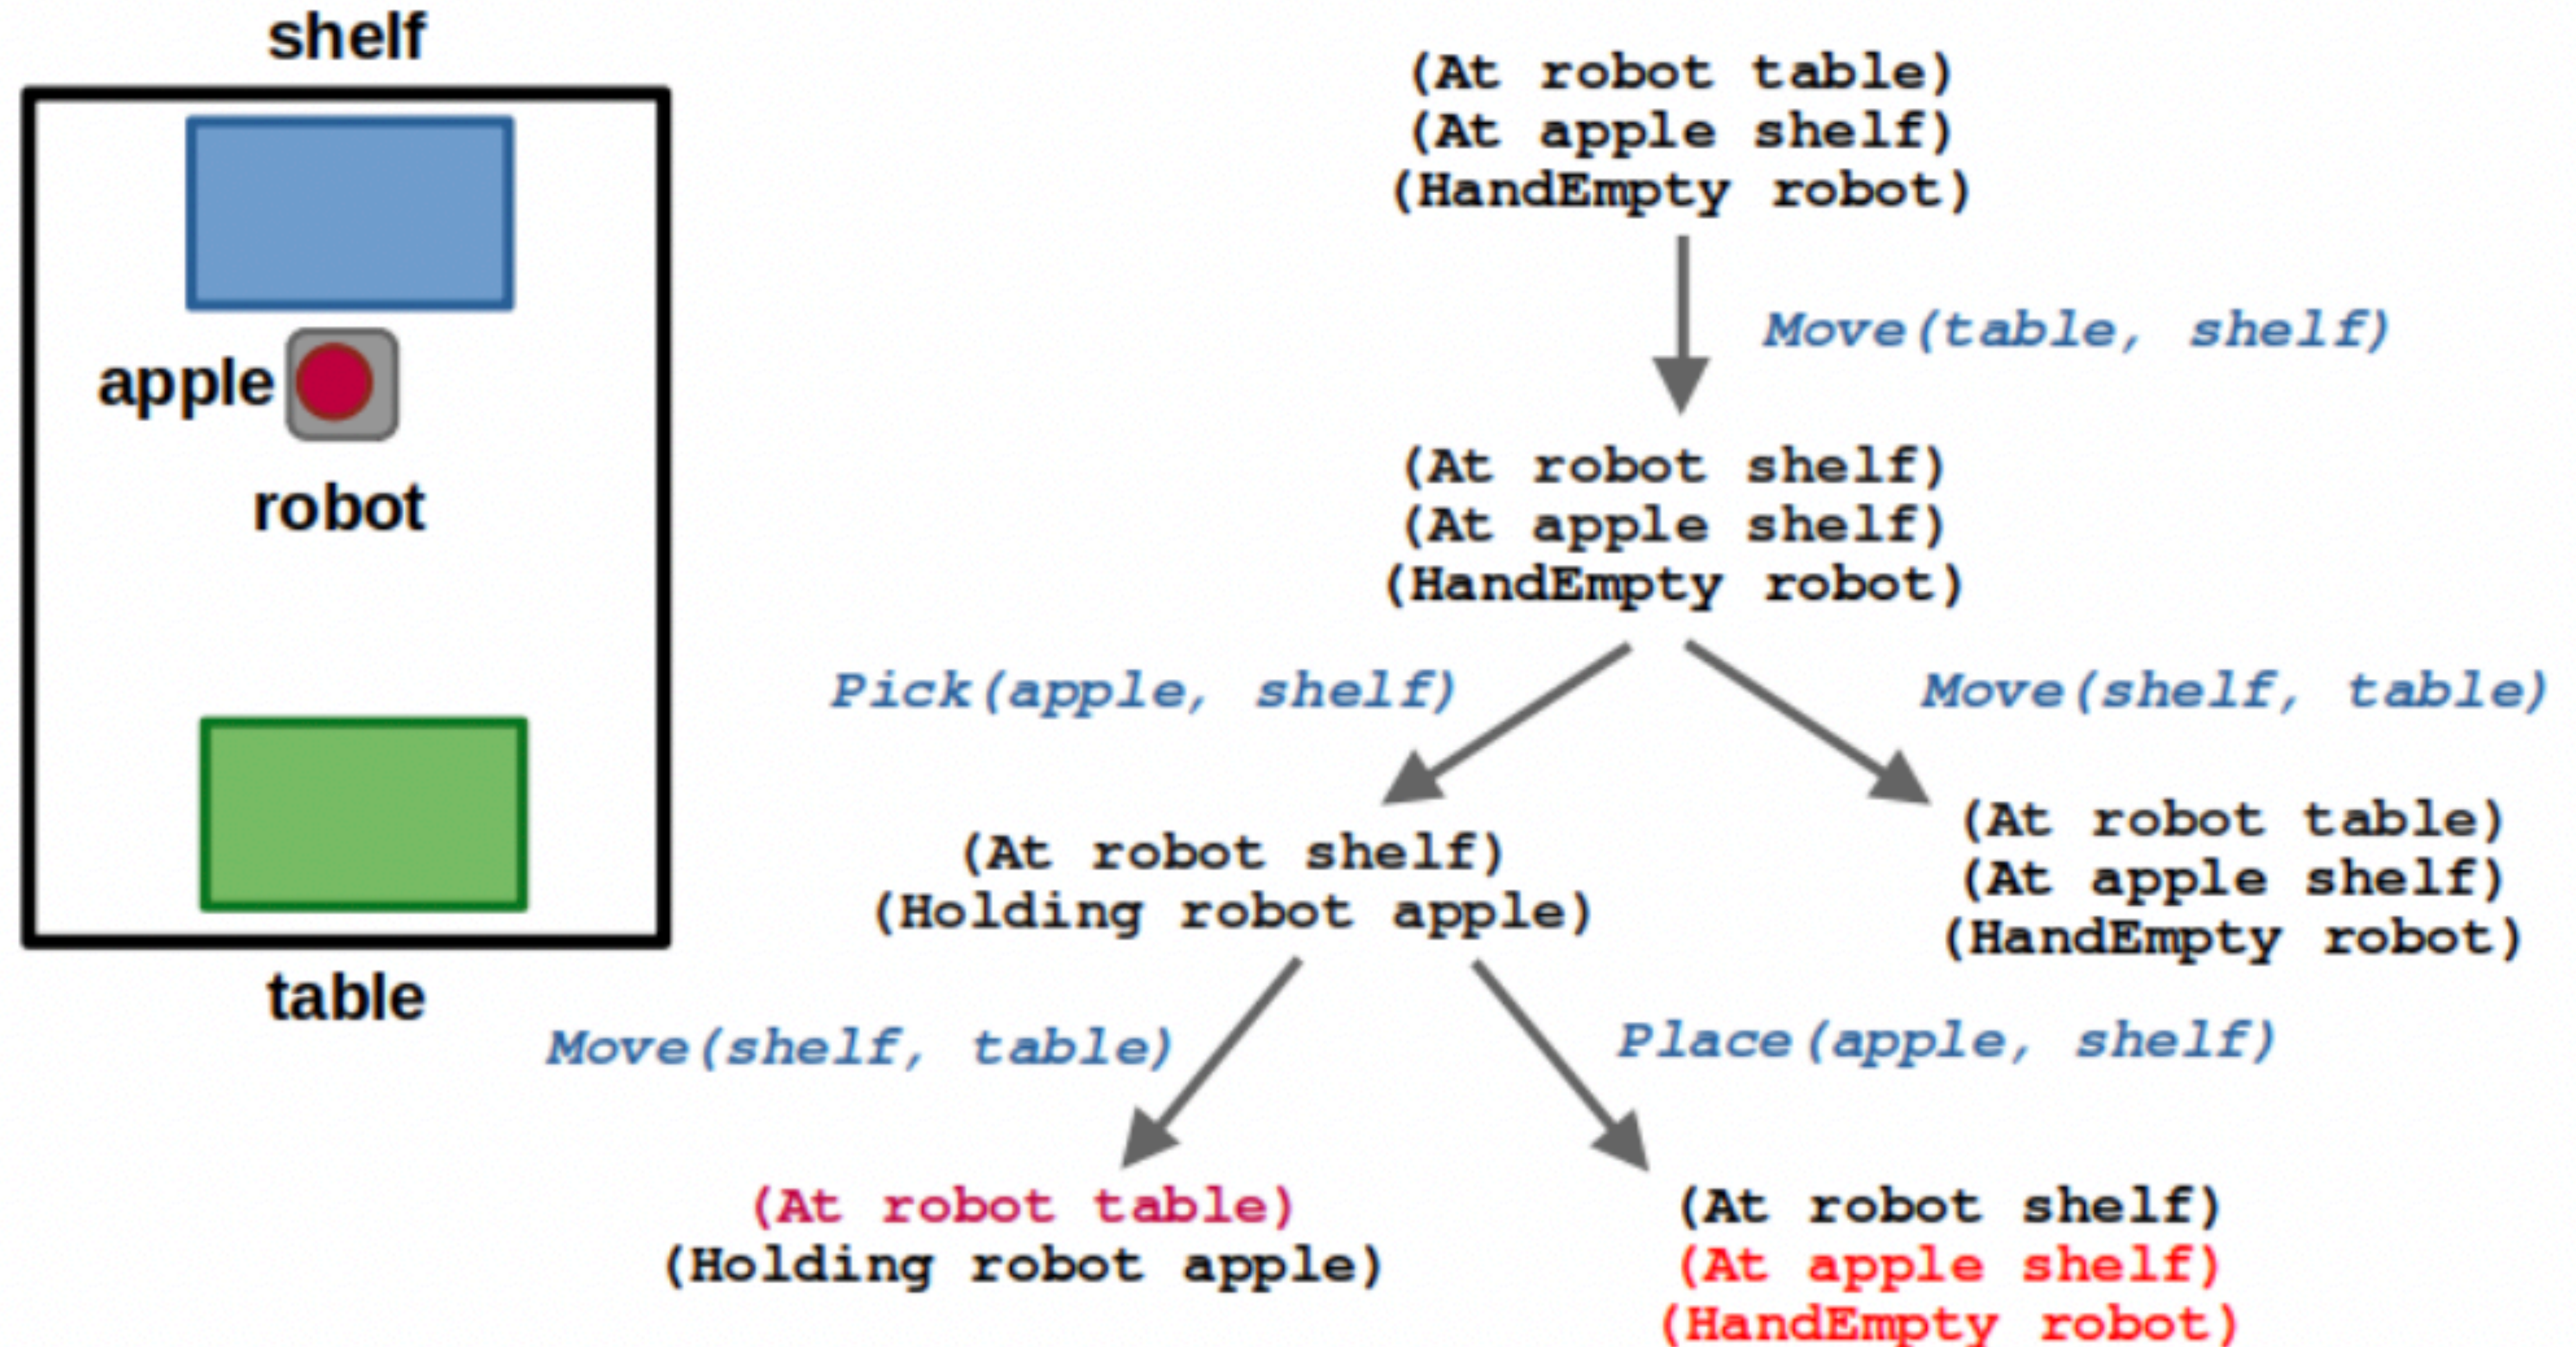 shelf
apple
robot
table
(At robot table)
(At apple shelf)
(HandEmpty robot)
Move(table, shelf)
(At robot shelf)
(At apple shelf)
(HandEmpty robot)
Pick(apple, shelf)
Move(shelf, table)
(At robot shelf)
(Holding robot apple)
(At robot table)
(At apple shelf)
(HandEmpty robot)
Move(shelf, table)
Place(apple, shelf)
(At robot table)
(Holding robot apple)
(At robot shelf)
(At apple shelf)
(HandEmpty robot)